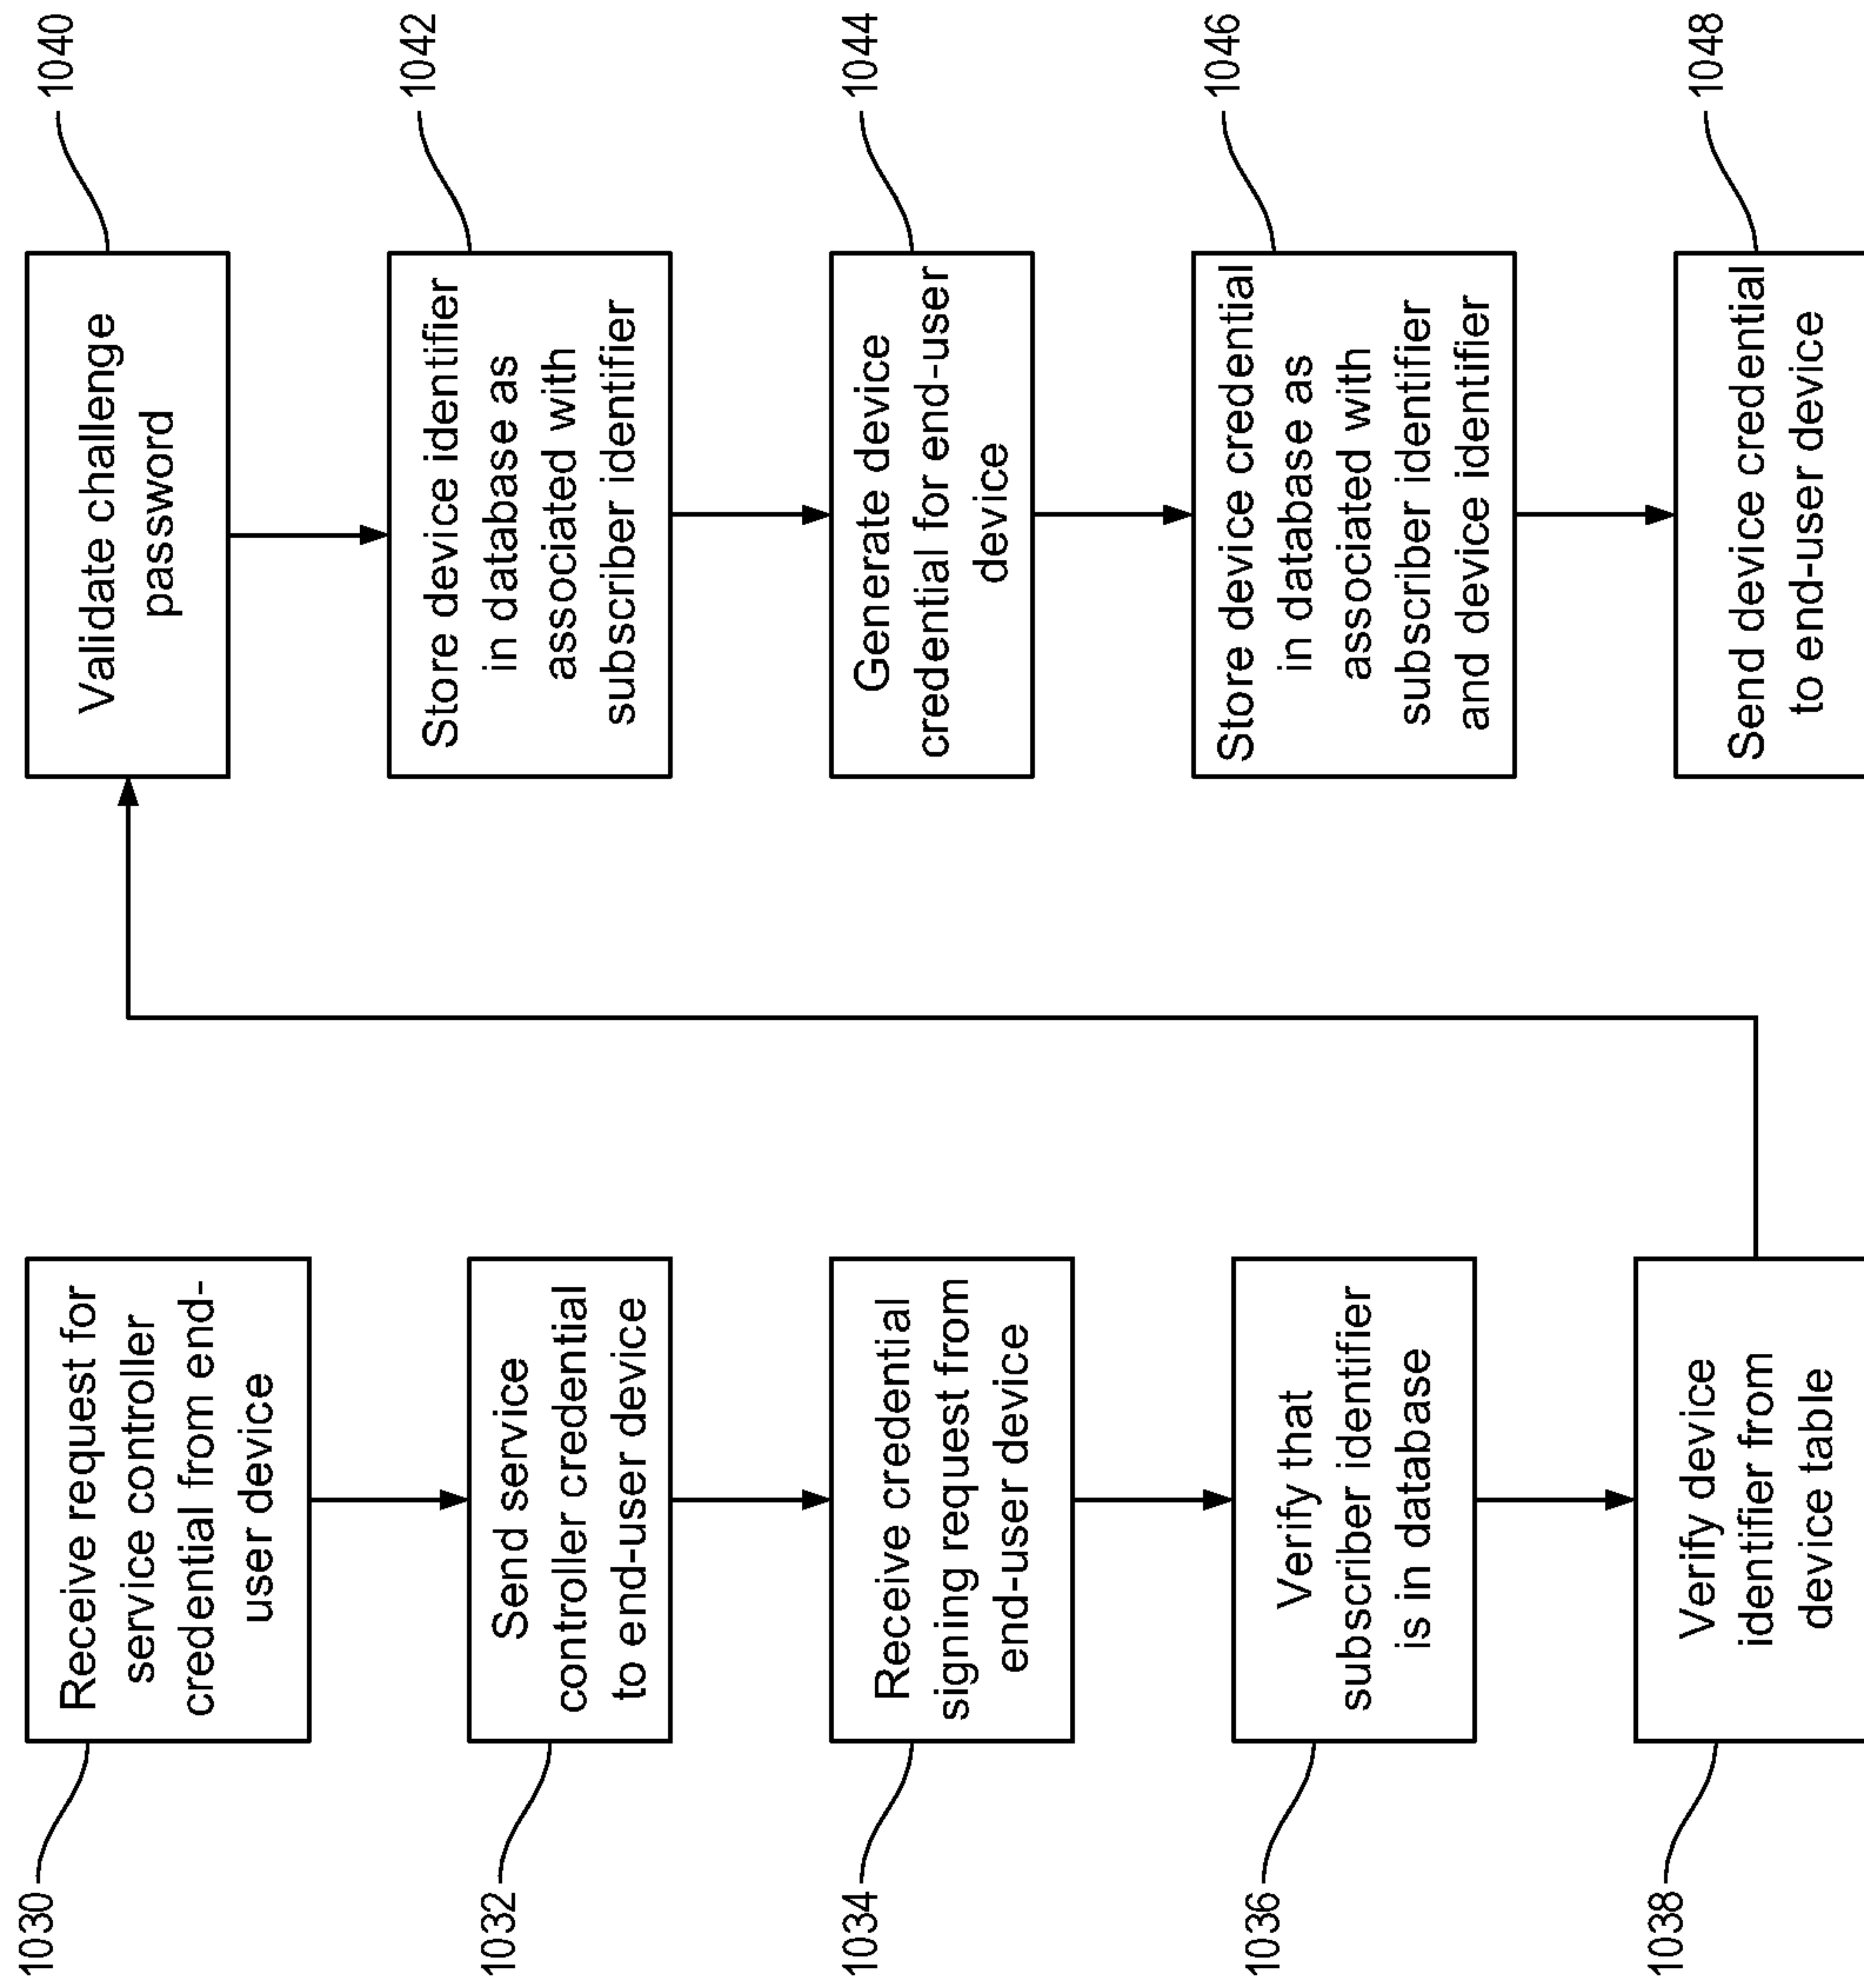 1030
Receive request for
service controller
credential from end-
user device
1032
Send service
controller credential
to end-user device
1034
Receive credential
signing request from
end-user device
1036
Verify that
subscriber identifier
is in database
1038
Verify device
identifier from
device table
1040
Validate challenge
password
1042
Store device identifier
in database as
associated with
subscriber identifier
1044
Generate device
credential for end-user
device
1046
Store device credential
in database as
associated with
subscriber identifier
and device identifier
1048
Send device credential
to end-user device